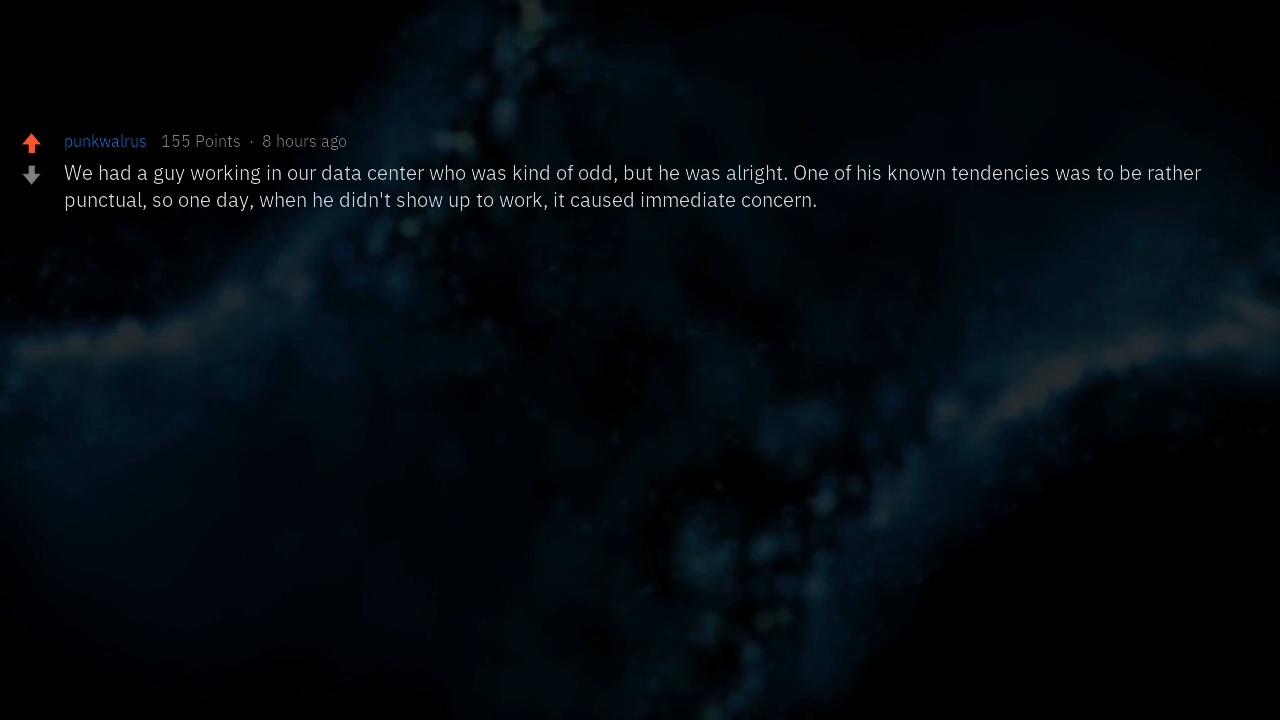 punkwalrus 155 Points · 8 hours ago
We had a guy working in our data center who was kind of odd, but he was alright. One of his known tendencies was to be rather
punctual, so one day, when he didn't show up to work, it caused immediate concern.